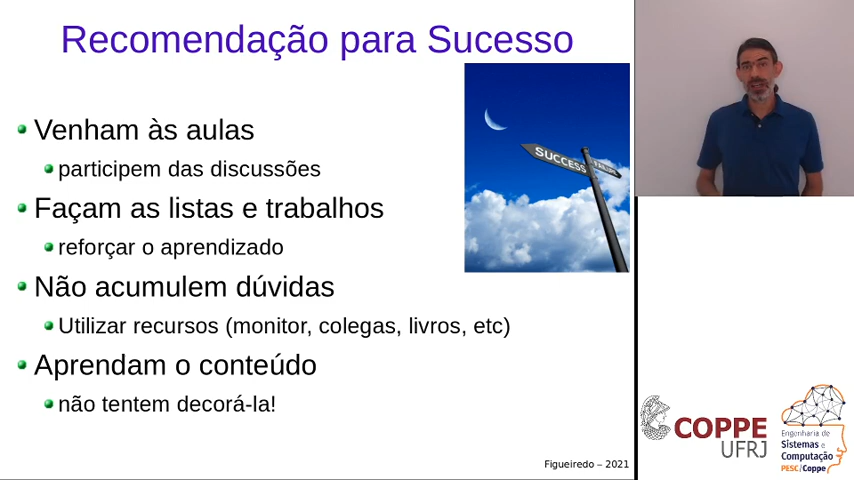 Recomendação para Sucesso
Venham às aulas
participem das discussões
Façam as listas e trabalhos
reforçar o aprendizado
Não acumulem dúvidas
Utilizar recursos (monitor, colegas, livros, etc)
Aprendam o conteúdo
não tentem decorá-la!
SUCCESS
Figueiredo – 2021
COPPE
UFRJ
Engenharia de
Sistemas e
Computação
PESC/Coppe